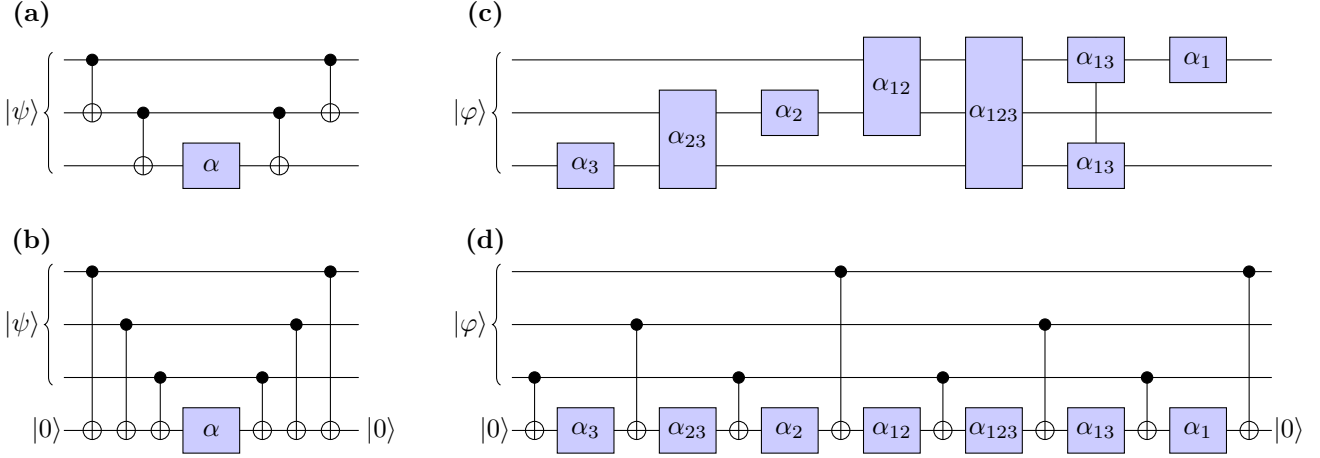 (a)
|ψ⟩
α
(b)
|ψ⟩
|0⟩ α |0⟩
(c)
|φ⟩
α₃ α₂₃ α₂ α₁₂ α₁₂₃ α₁₃ α₁
α₁₃
(d)
|φ⟩
|0⟩ α₃ α₂₃ α₂ α₁₂ α₁₂₃ α₁₃ α₁ |0⟩